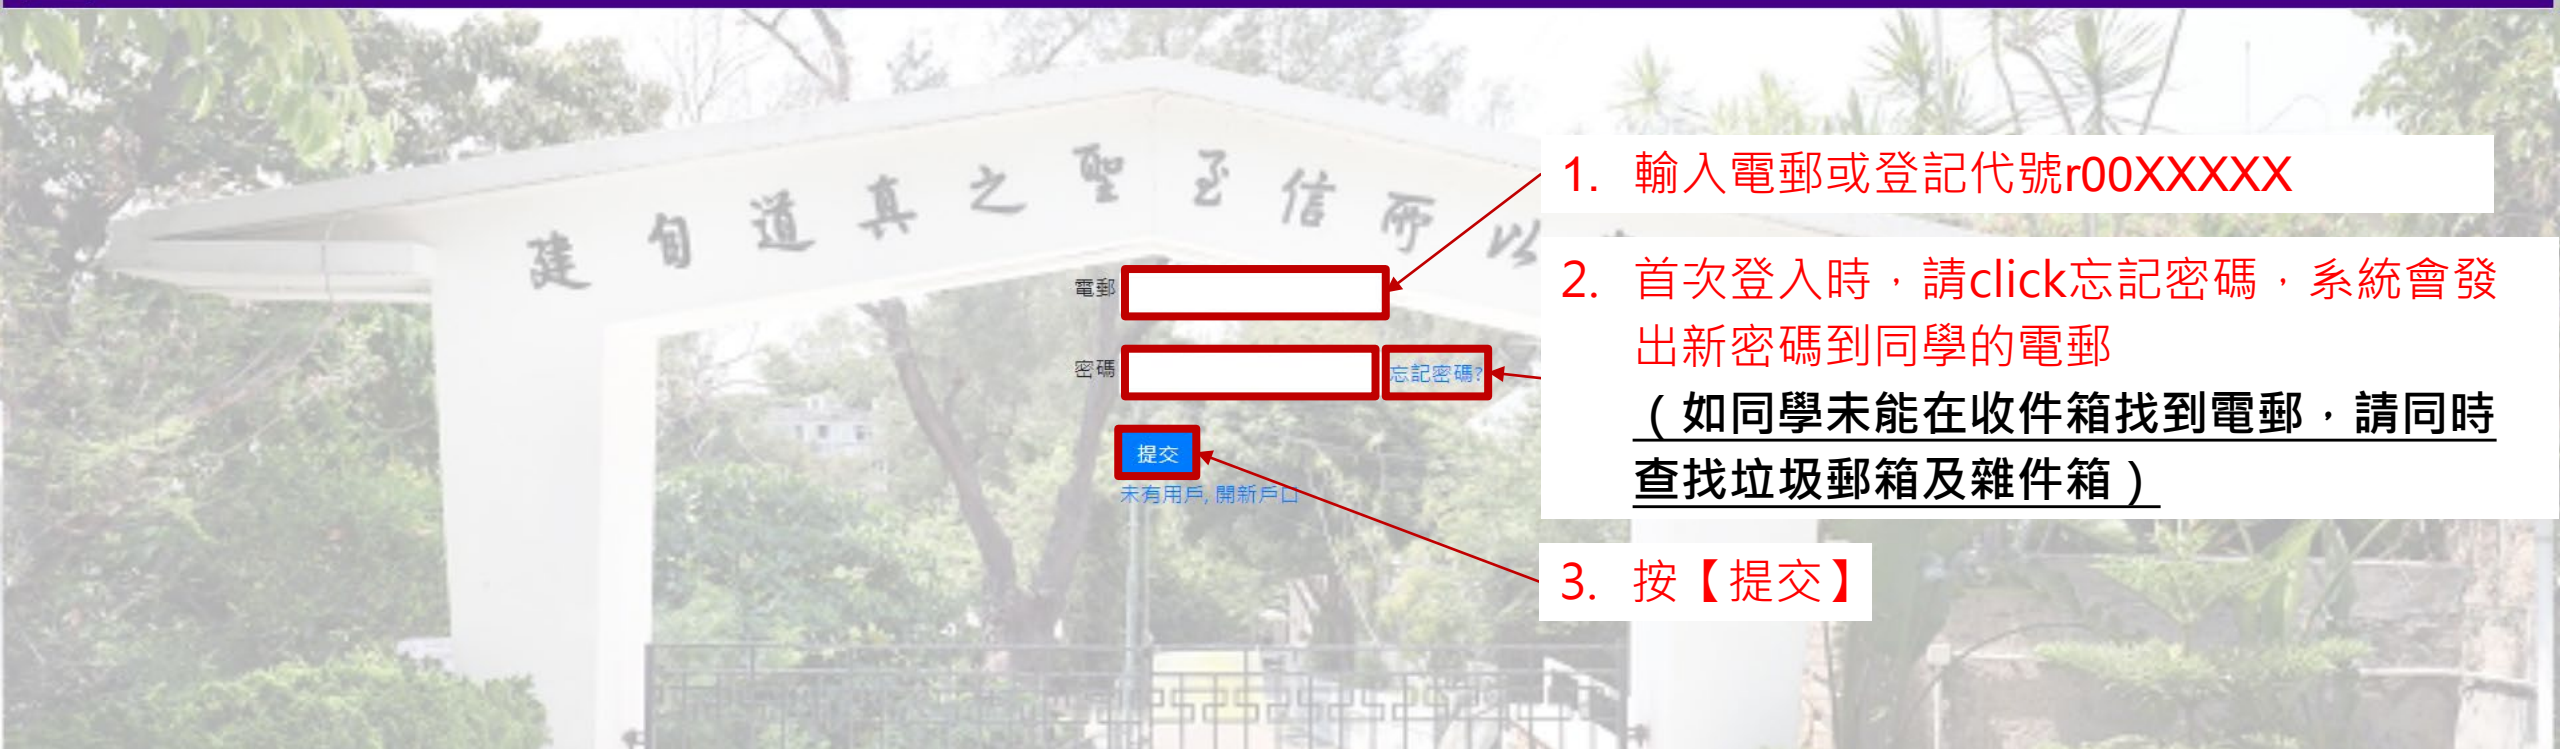 建自道真之聖至信所以
1. 輸入電郵或登記代號r00XXXXX
電郵
2. 首次登入時，請click忘記密碼，系統會發
出新密碼到同學的電郵
（如同學未能在收件箱找到電郵，請同時
查找垃圾郵箱及雜件箱）
密碼
忘記密碼?
提交
未有用戶, 開新戶口
3. 按【提交】